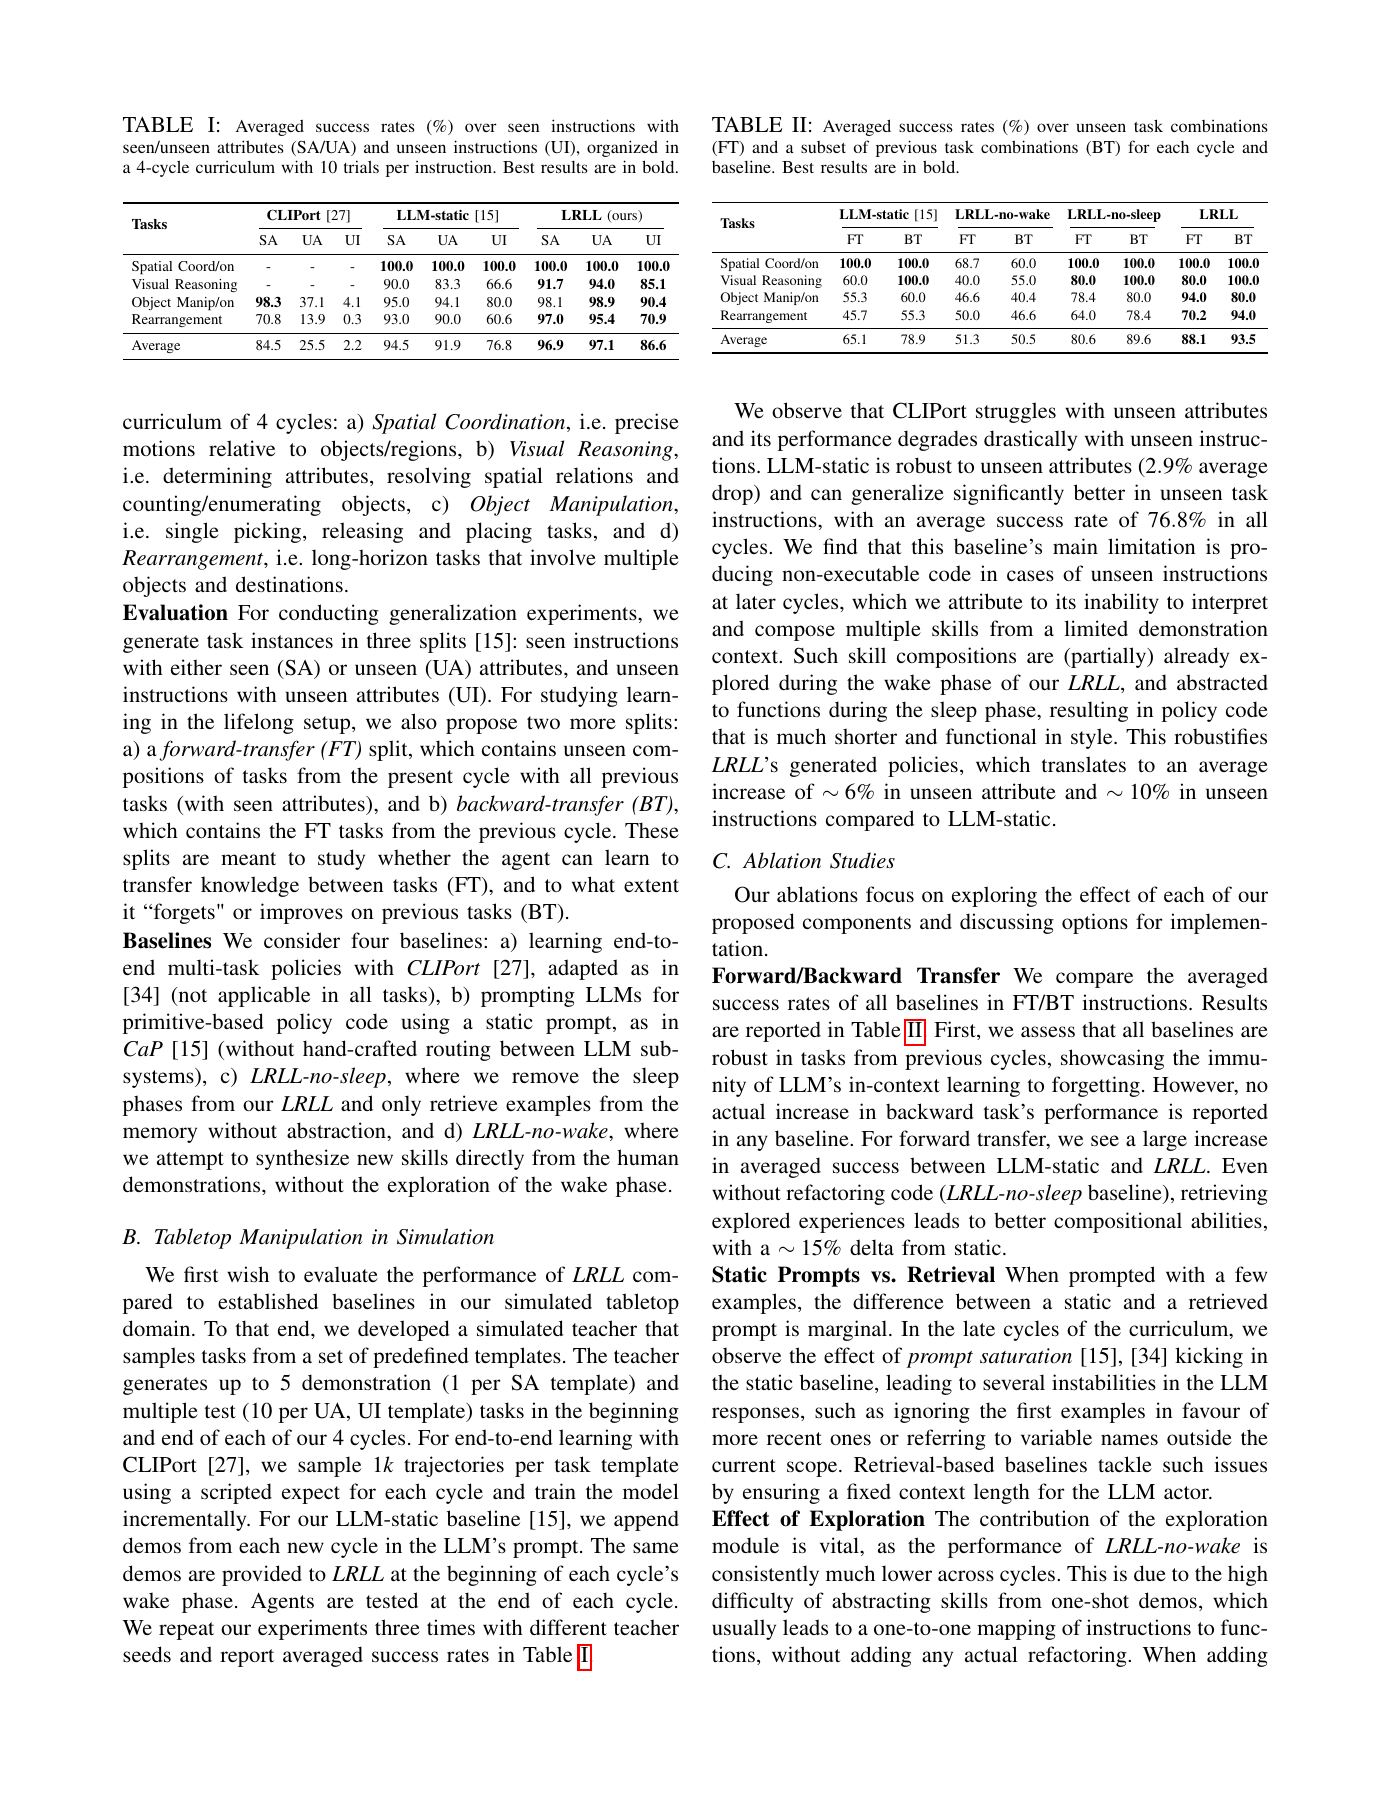 TABLE I: Averaged success rates (%) over seen instructions with
seen/unseen attributes (SA/UA) and unseen instructions (UI), organized in
a 4-cycle curriculum with 10 trials per instruction. Best results are in bold.
Tasks CLIPort [27] LLM-static [15] LRLL (ours)
SA UA UI SA UA UI SA UA UI
Spatial Coord/on - - - 100.0 100.0 100.0 100.0 100.0 100.0
Visual Reasoning - - - 90.0 83.3 66.6 91.7 94.0 85.1
Object Manip/on 98.3 37.1 4.1 95.0 94.1 80.0 98.1 98.9 90.4
Rearrangement 70.8 13.9 0.3 93.0 90.0 60.6 97.0 95.4 70.9
Average 84.5 25.5 2.2 94.5 91.9 76.8 96.9 97.1 86.6
curriculum of 4 cycles: a) Spatial Coordination, i.e. precise
motions relative to objects/regions, b) Visual Reasoning,
i.e. determining attributes, resolving spatial relations and
counting/enumerating objects, c) Object Manipulation,
i.e. single picking, releasing and placing tasks, and d)
Rearrangement, i.e. long-horizon tasks that involve multiple
objects and destinations.
Evaluation For conducting generalization experiments, we
generate task instances in three splits [15]: seen instructions
with either seen (SA) or unseen (UA) attributes, and unseen
instructions with unseen attributes (UI). For studying learn-
ing in the lifelong setup, we also propose two more splits:
a) a forward-transfer (FT) split, which contains unseen com-
positions of tasks from the present cycle with all previous
tasks (with seen attributes), and b) backward-transfer (BT),
which contains the FT tasks from the previous cycle. These
splits are meant to study whether the agent can learn to
transfer knowledge between tasks (FT), and to what extent
it “forgets" or improves on previous tasks (BT).
Baselines We consider four baselines: a) learning end-to-
end multi-task policies with CLIPort [27], adapted as in
[34] (not applicable in all tasks), b) prompting LLMs for
primitive-based policy code using a static prompt, as in
CaP [15] (without hand-crafted routing between LLM sub-
systems), c) LRLL-no-sleep, where we remove the sleep
phases from our LRLL and only retrieve examples from the
memory without abstraction, and d) LRLL-no-wake, where
we attempt to synthesize new skills directly from the human
demonstrations, without the exploration of the wake phase.
B. Tabletop Manipulation in Simulation
We first wish to evaluate the performance of LRLL com-
pared to established baselines in our simulated tabletop
domain. To that end, we developed a simulated teacher that
samples tasks from a set of predefined templates. The teacher
generates up to 5 demonstration (1 per SA template) and
multiple test (10 per UA, UI template) tasks in the beginning
and end of each of our 4 cycles. For end-to-end learning with
CLIPort [27], we sample 1k trajectories per task template
using a scripted expect for each cycle and train the model
incrementally. For our LLM-static baseline [15], we append
demos from each new cycle in the LLM's prompt. The same
demos are provided to LRLL at the beginning of each cycle's
wake phase. Agents are tested at the end of each cycle.
We repeat our experiments three times with different teacher
seeds and report averaged success rates in Table I
TABLE II: Averaged success rates (%) over unseen task combinations
(FT) and a subset of previous task combinations (BT) for each cycle and
baseline. Best results are in bold.
Tasks LLM-static [15] LRLL-no-wake LRLL-no-sleep LRLL
FT BT FT BT FT BT FT BT
Spatial Coord/on 100.0 100.0 68.7 60.0 100.0 100.0 100.0 100.0
Visual Reasoning 60.0 100.0 40.0 55.0 80.0 100.0 80.0 100.0
Object Manip/on 55.3 60.0 46.6 40.4 78.4 80.0 94.0 80.0
Rearrangement 45.7 55.3 50.0 46.6 64.0 78.4 70.2 94.0
Average 65.1 78.9 51.3 50.5 80.6 89.6 88.1 93.5
We observe that CLIPort struggles with unseen attributes
and its performance degrades drastically with unseen instruc-
tions. LLM-static is robust to unseen attributes (2.9% average
drop) and can generalize significantly better in unseen task
instructions, with an average success rate of 76.8% in all
cycles. We find that this baseline's main limitation is pro-
ducing non-executable code in cases of unseen instructions
at later cycles, which we attribute to its inability to interpret
and compose multiple skills from a limited demonstration
context. Such skill compositions are (partially) already ex-
plored during the wake phase of our LRLL, and abstracted
to functions during the sleep phase, resulting in policy code
that is much shorter and functional in style. This robustifies
LRLL's generated policies, which translates to an average
increase of ∼ 6% in unseen attribute and ∼ 10% in unseen
instructions compared to LLM-static.
C. Ablation Studies
Our ablations focus on exploring the effect of each of our
proposed components and discussing options for implemen-
tation.
Forward/Backward Transfer We compare the averaged
success rates of all baselines in FT/BT instructions. Results
are reported in Table II. First, we assess that all baselines are
robust in tasks from previous cycles, showcasing the immu-
nity of LLM's in-context learning to forgetting. However, no
actual increase in backward task's performance is reported
in any baseline. For forward transfer, we see a large increase
in averaged success between LLM-static and LRLL. Even
without refactoring code (LRLL-no-sleep baseline), retrieving
explored experiences leads to better compositional abilities,
with a ∼ 15% delta from static.
Static Prompts vs. Retrieval When prompted with a few
examples, the difference between a static and a retrieved
prompt is marginal. In the late cycles of the curriculum, we
observe the effect of prompt saturation [15], [34] kicking in
the static baseline, leading to several instabilities in the LLM
responses, such as ignoring the first examples in favour of
more recent ones or referring to variable names outside the
current scope. Retrieval-based baselines tackle such issues
by ensuring a fixed context length for the LLM actor.
Effect of Exploration The contribution of the exploration
module is vital, as the performance of LRLL-no-wake is
consistently much lower across cycles. This is due to the high
difficulty of abstracting skills from one-shot demos, which
usually leads to a one-to-one mapping of instructions to func-
tions, without adding any actual refactoring. When adding